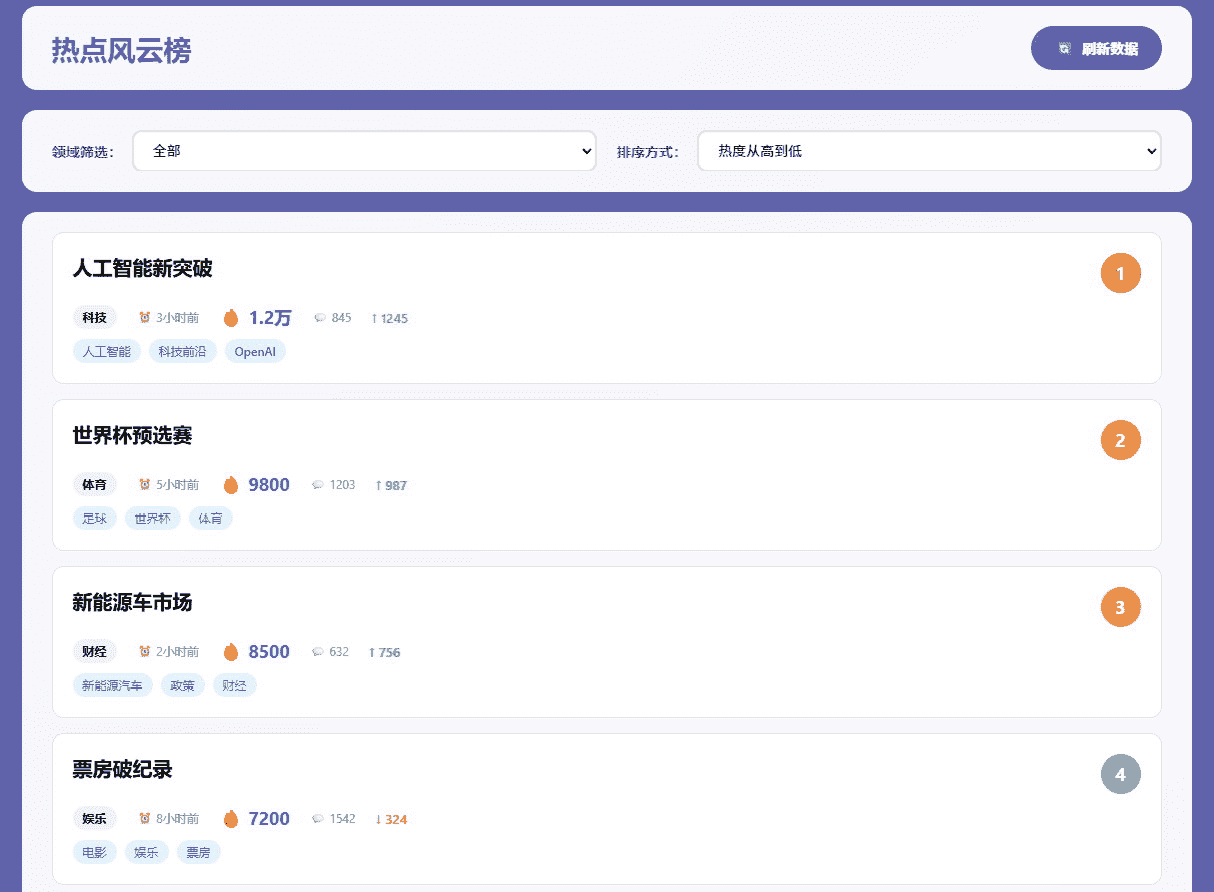 热点风云榜
刷新数据
领域筛选: 全部 排序方式: 热度从高到低
人工智能新突破
1
科技 3小时前 1.2万 845 ↑ 1245
人工智能 科技前沿 OpenAI
世界杯预选赛
2
体育 5小时前 9800 1203 ↑ 987
足球 世界杯 体育
新能源车市场
3
财经 2小时前 8500 632 ↑ 756
新能源汽车 政策 财经
票房破纪录
4
娱乐 8小时前 7200 1542 ↓ 324
电影 娱乐 票房